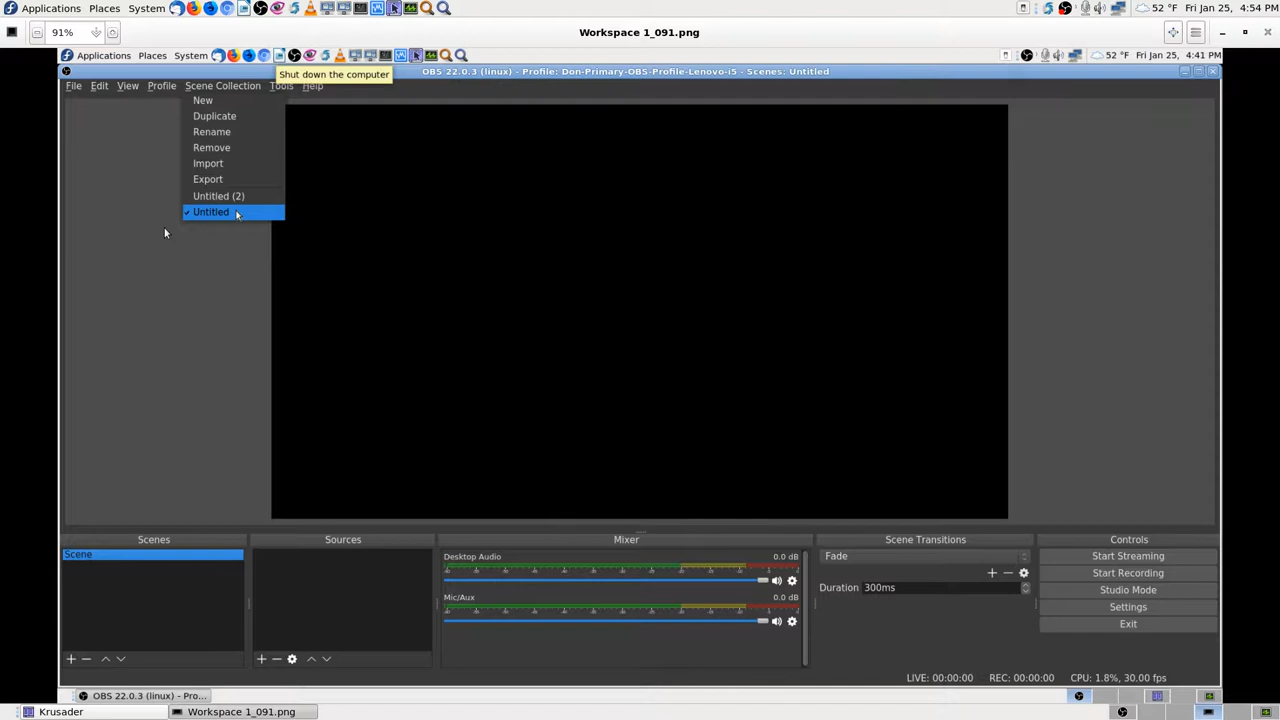 Applications Places System 52 °F Fri Jan 25, 4:54 PM
91% Workspace 1_091.png
Applications Places System 52 °F Fri Jan 25, 4:41 PM
Shut down the computer
OBS 22.0.3 (linux) - Profile: Don-Primary-OBS-Profile-Lenovo-i5 - Scenes: Untitled
File Edit View Profile Scene Collection Tools Help
New
Duplicate
Rename
Remove
Import
Export
Untitled (2)
Untitled
Scenes Sources Mixer Scene Transitions Controls
Scene
Desktop Audio 0.0 dB
Mic/Aux 0.0 dB
Fade
Duration 300ms
Start Streaming
Start Recording
Studio Mode
Settings
Exit
LIVE: 00:00:00 REC: 00:00:00 CPU: 1.8%, 30.00 fps
OBS 22.0.3 (linux) - Pro...
Krusader Workspace 1_091.png